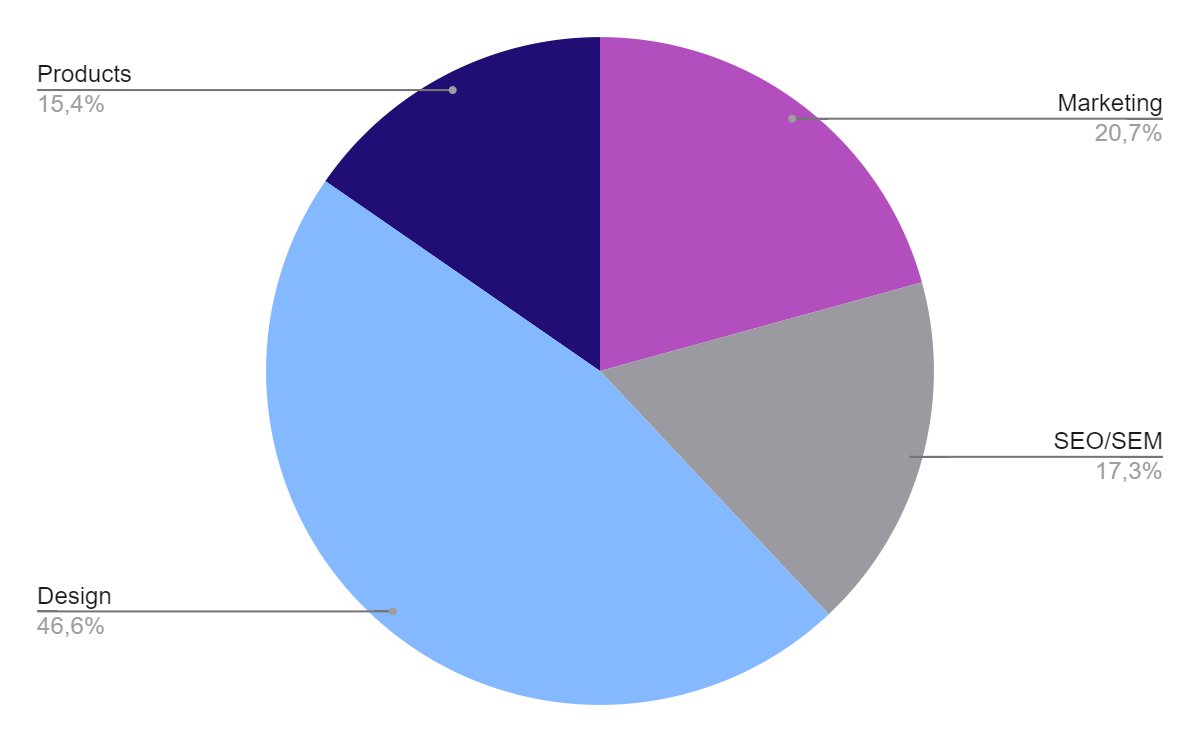 Products
15,4%
Marketing
20,7%
SEO/SEM
17,3%
Design
46,6%